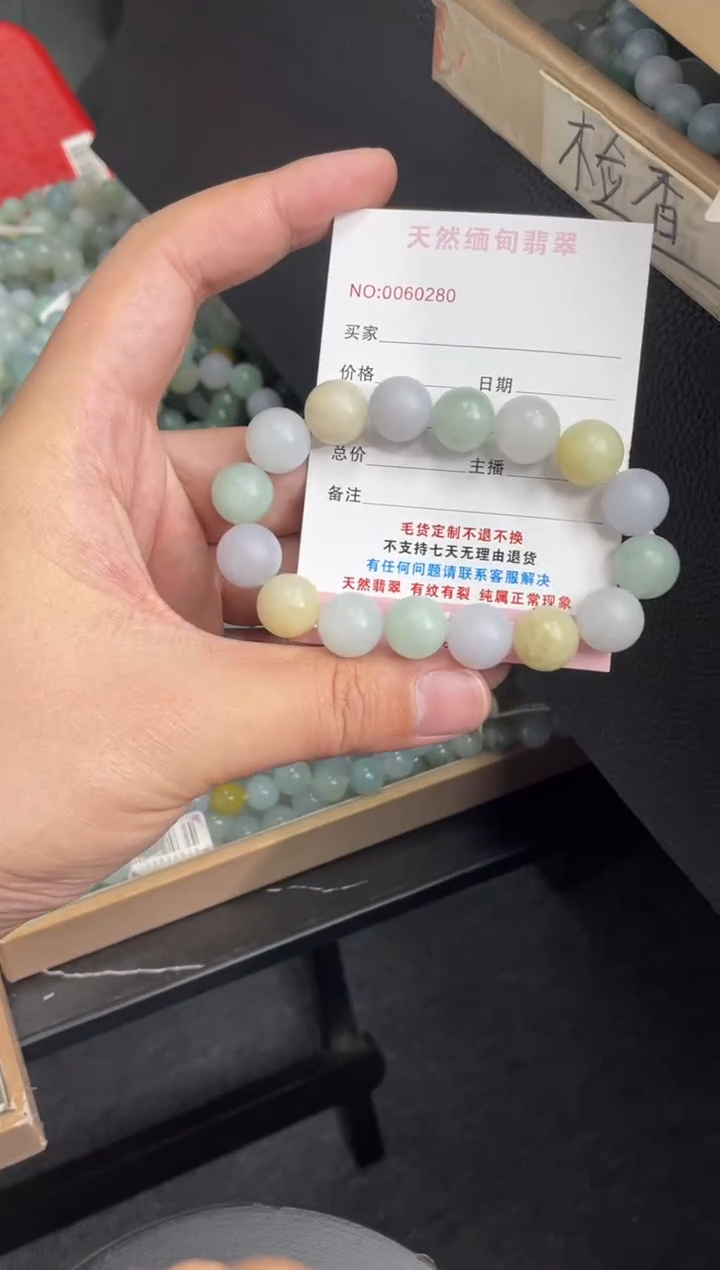 检查
天然缅甸翡翠
NO:0060280
买家
价格 日期
总价 主播
备注
毛货定制不退不换
不支持七天无理由退货
有任何问题请联系客服解决
天然翡翠 有纹有裂 纯属正常现象